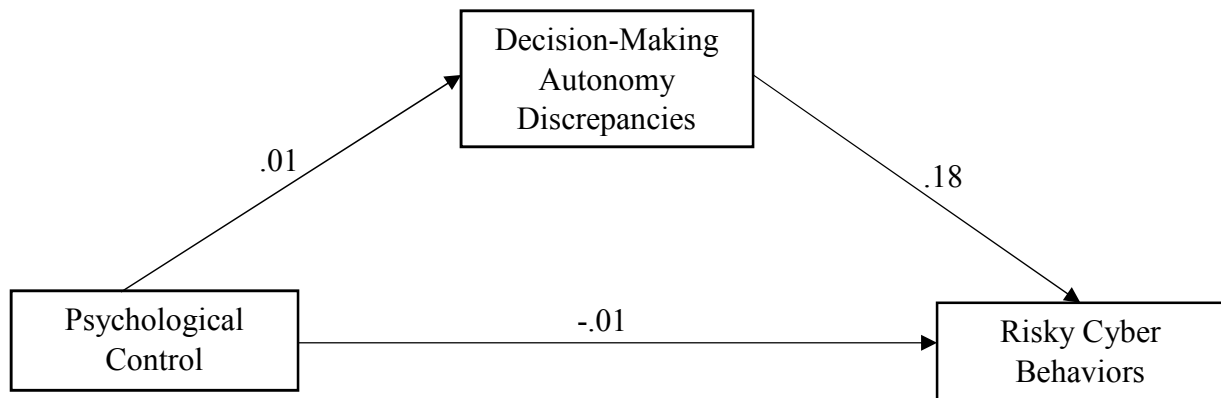 Decision-Making
Autonomy
Discrepancies
.01
.18
Psychological
Control
-.01
Risky Cyber
Behaviors